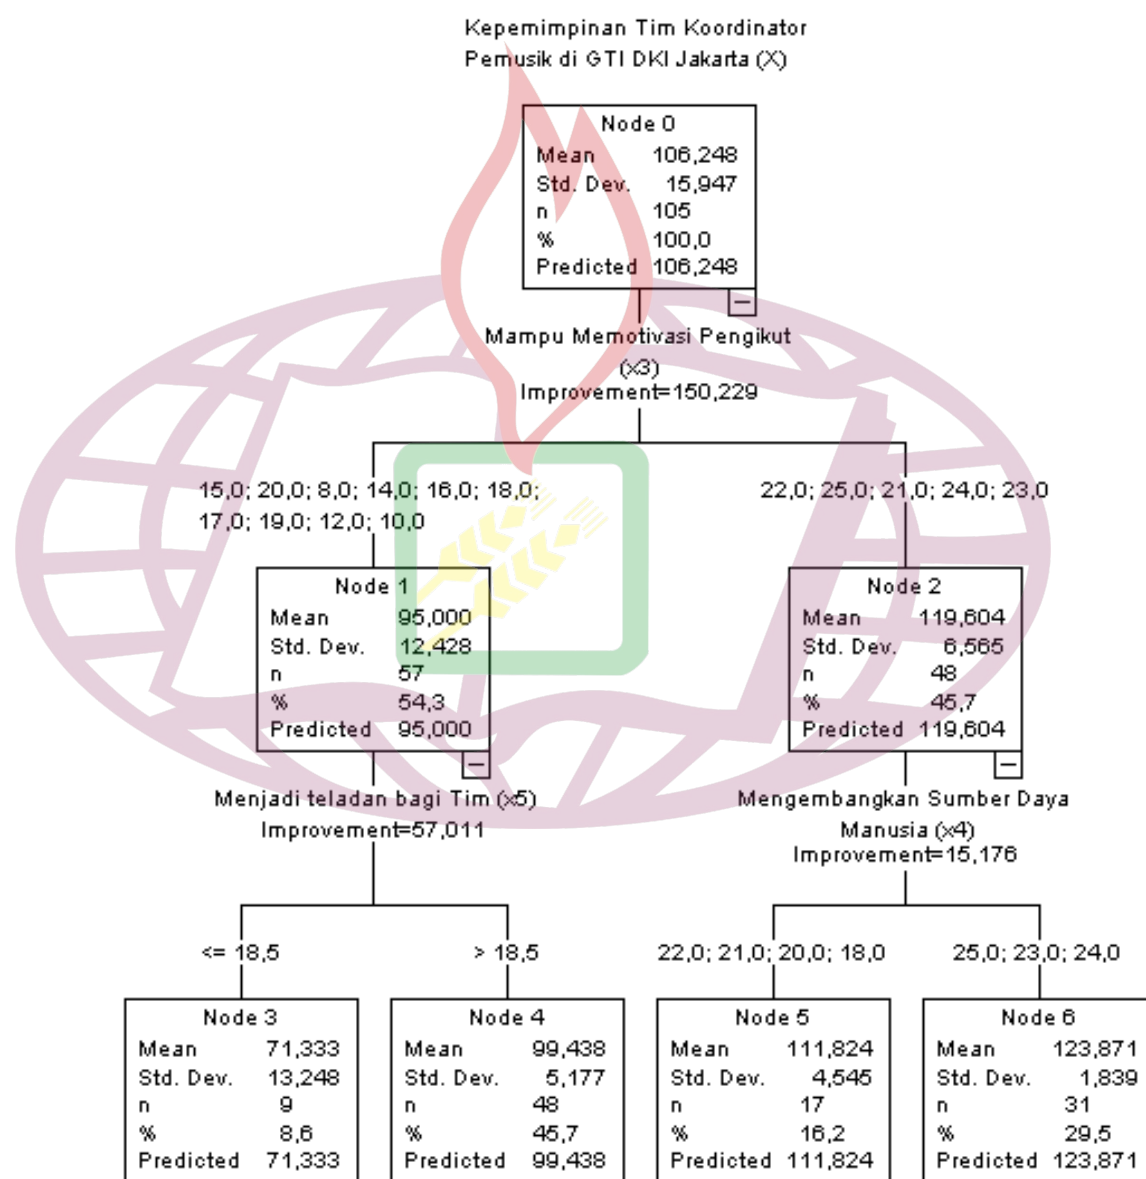 Kepemimpinan Tim Koordinator
Pemusik di GTI DKI Jakarta (X)
Node 0
Mean 106,248
Std. Dev. 15,947
n 105
% 100,0
Predicted 106,248
Mampu Memotivasi Pengikut
(x3)
Improvement=150,229
15,0; 20,0; 8,0; 14,0; 16,0; 18,0;
17,0; 19,0; 12,0; 10,0
22,0; 25,0; 21,0; 24,0; 23,0
Node 1
Mean 95,000
Std. Dev. 12,428
n 57
% 54,3
Predicted 95,000
Node 2
Mean 119,604
Std. Dev. 6,565
n 48
% 45,7
Predicted 119,604
Menjadi teladan bagi Tim (x5)
Improvement=57,011
Mengembangkan Sumber Daya
Manusia (x4)
Improvement=15,176
<= 18,5
> 18,5
22,0; 21,0; 20,0; 18,0
25,0; 23,0; 24,0
Node 3
Mean 71,333
Std. Dev. 13,248
n 9
% 8,6
Predicted 71,333
Node 4
Mean 99,438
Std. Dev. 5,177
n 48
% 45,7
Predicted 99,438
Node 5
Mean 111,824
Std. Dev. 4,545
n 17
% 16,2
Predicted 111,824
Node 6
Mean 123,871
Std. Dev. 1,839
n 31
% 29,5
Predicted 123,871